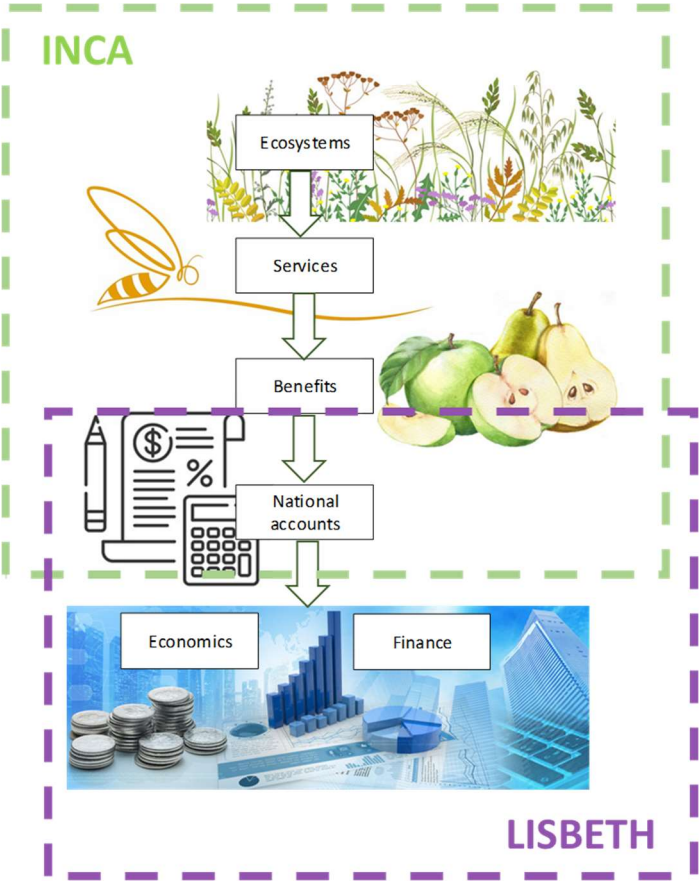 INCA
Ecosystems
Services
Benefits
$
%
National
accounts
Economics
Finance
LISBETH